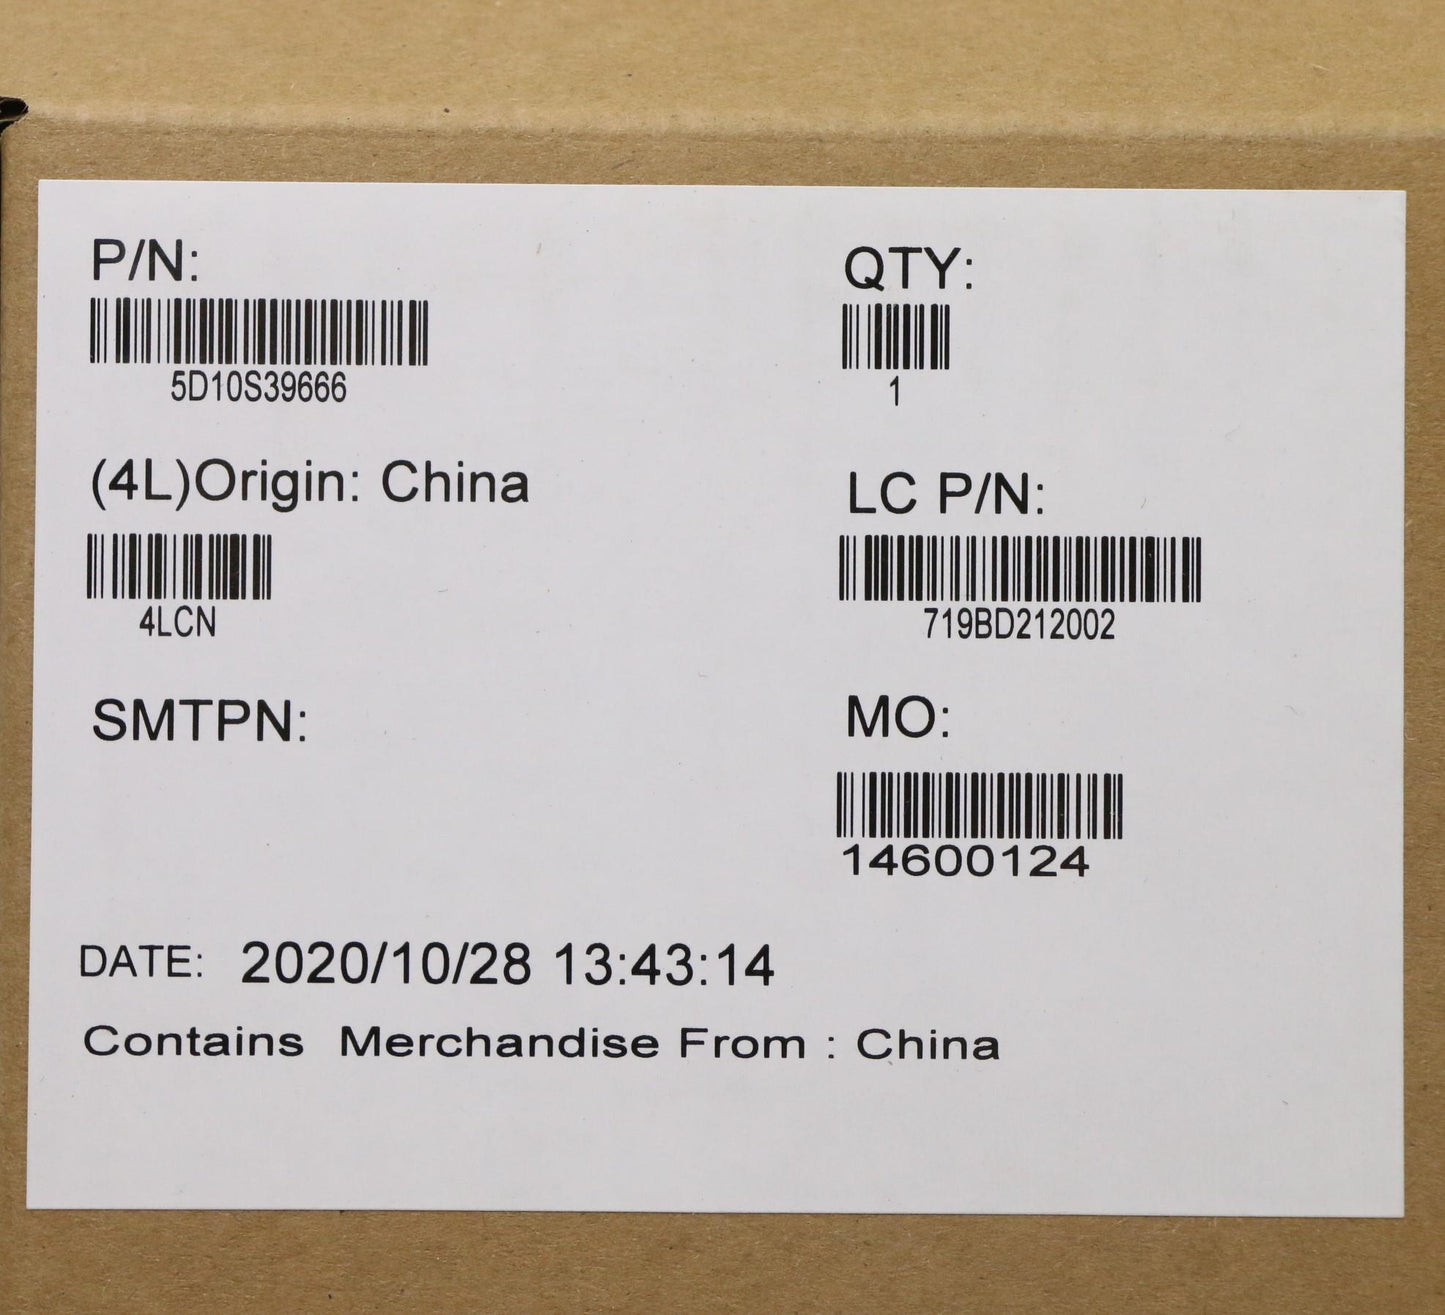 P/N:
5D10S39666
QTY:
1
(4L)Origin: China
4LCN
LC P/N:
719BD212002
SMTPN:
MO:
14600124
DATE: 2020/10/28 13:43:14
Contains Merchandise From : China